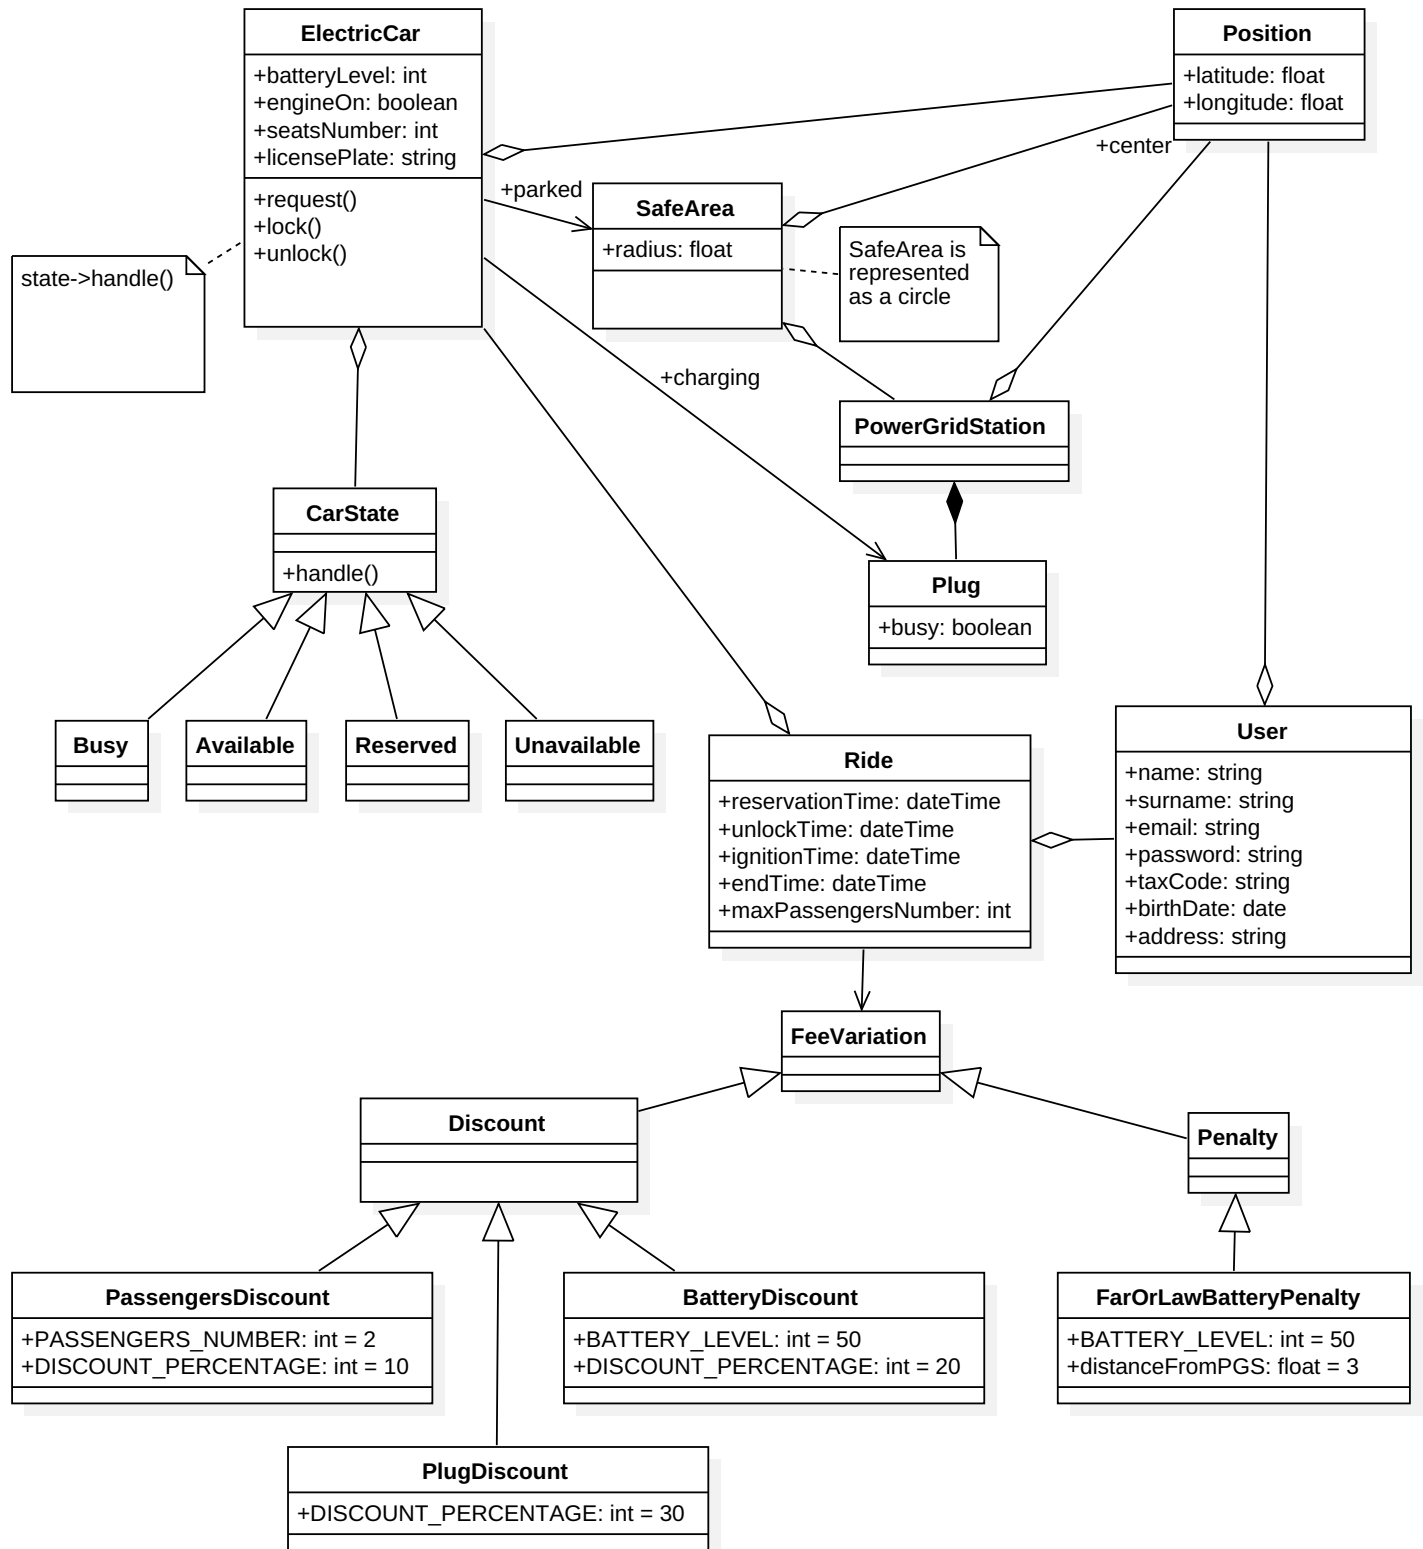 ElectricCar
+batteryLevel: int
+engineOn: boolean
+seatsNumber: int
+licensePlate: string
+request()
+lock()
+unlock()
Position
+latitude: float
+longitude: float
+center
+parked
SafeArea
+radius: float
SafeArea is
represented
as a circle
state->handle()
+charging
PowerGridStation
CarState
+handle()
Plug
+busy: boolean
Busy
Available
Reserved
Unavailable
Ride
+reservationTime: dateTime
+unlockTime: dateTime
+ignitionTime: dateTime
+endTime: dateTime
+maxPassengersNumber: int
User
+name: string
+surname: string
+email: string
+password: string
+taxCode: string
+birthDate: date
+address: string
FeeVariation
Discount
Penalty
PassengersDiscount
+PASSENGERS_NUMBER: int = 2
+DISCOUNT_PERCENTAGE: int = 10
BatteryDiscount
+BATTERY_LEVEL: int = 50
+DISCOUNT_PERCENTAGE: int = 20
FarOrLawBatteryPenalty
+BATTERY_LEVEL: int = 50
+distanceFromPGS: float = 3
PlugDiscount
+DISCOUNT_PERCENTAGE: int = 30